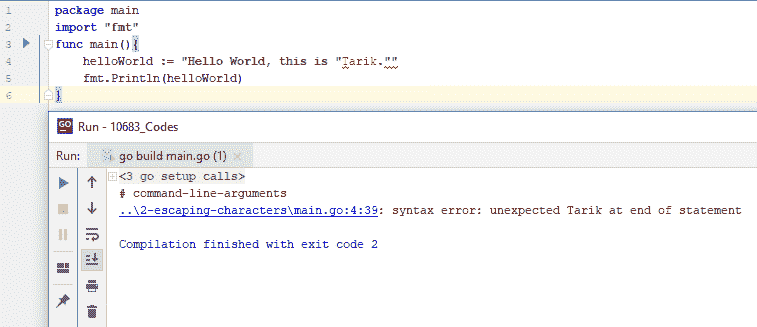 1 package main
2 import "fmt"
3 func main(){
4 helloWorld := "Hello World, this is "Tarik.""
5 fmt.Println(helloWorld)
6 }
GO Run - 10683_Codes
Run: go build main.go (1)
<3 go setup calls>
# command-line-arguments
..\2-escaping-characters\main.go:4:39: syntax error: unexpected Tarik at end of statement
Compilation finished with exit code 2